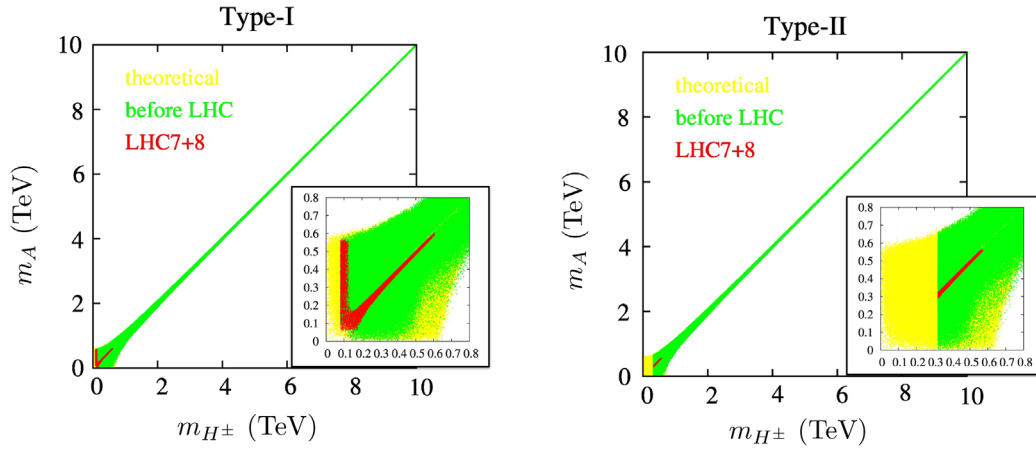 Type-I
10
8
6
4
2
0
m_A (TeV)
theoretical
before LHC
LHC7+8
0.8
0.7
0.6
0.5
0.4
0.3
0.2
0.1
0
0 0.1 0.2 0.3 0.4 0.5 0.6 0.7 0.8
0 2 4 6 8 10
m_{H^±} (TeV)
Type-II
10
8
6
4
2
0
m_A (TeV)
theoretical
before LHC
LHC7+8
0.8
0.7
0.6
0.5
0.4
0.3
0.2
0.1
0
0 0.1 0.2 0.3 0.4 0.5 0.6 0.7 0.8
0 2 4 6 8 10
m_{H^±} (TeV)